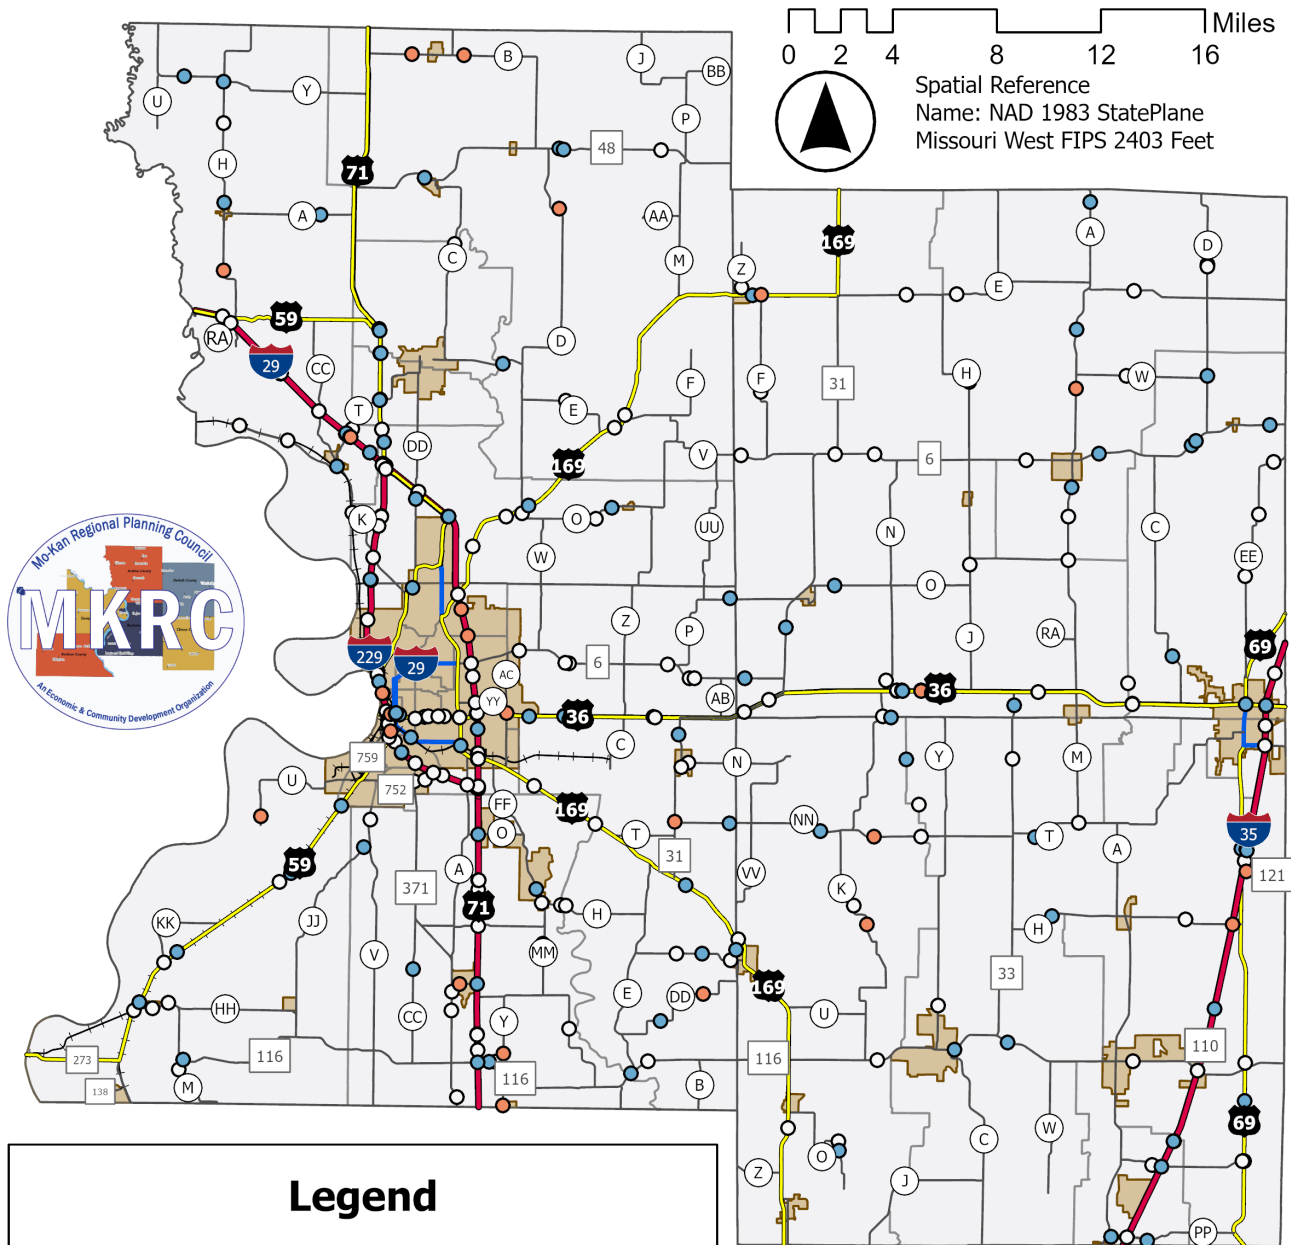 Miles
0 2 4 8 12 16
Spatial Reference
Name: NAD 1983 StatePlane
Missouri West FIPS 2403 Feet
B
J
BB
U
Y
P
48
71
H
A
AA
C
M
169
Z
A
D
E
59
RA
29
CC
D
T
E
F
F
31
H
W
DD
169
V
6
K
O
UU
N
C
W
EE
Mo-Kan Regional Planning Council
MKRC
An Economic & Community Development Organization
O
Z
P
J
RA
229
29
6
AC
YY
AB
36
69
36
C
759
U
752
N
Y
M
FF
O
169
T
31
NN
T
A
35
59
A
371
VV
121
K
71
KK
JJ
H
H
V
MM
33
E
DD
169
HH
CC
Y
U
273
116
116
116
110
138
M
B
69
O
C
W
Z
J
PP
Legend